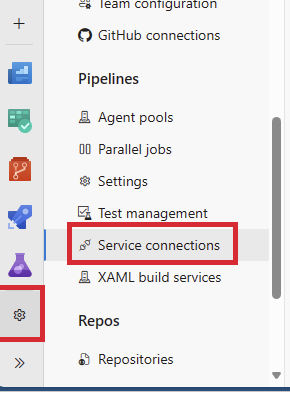 Team configuration
GitHub connections
Pipelines
Agent pools
Parallel jobs
Settings
Test management
Service connections
XAML build services
Repos
Repositories